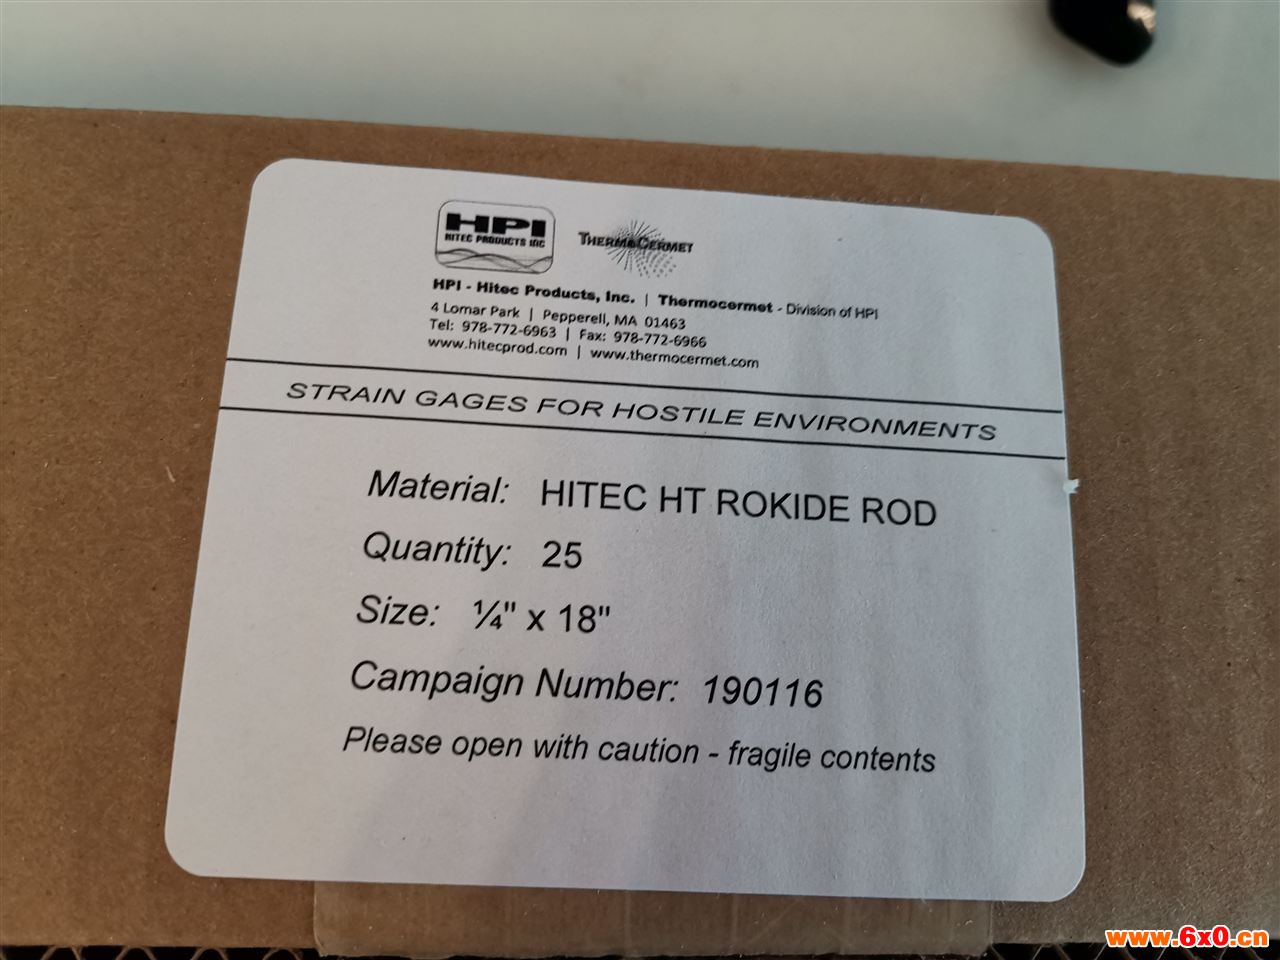 HPI
HITEC PRODUCTS INC
THERMOCERMET
HPI - Hitec Products, Inc. | Thermocermet - Division of HPI
4 Lomar Park | Pepperell, MA 01463
Tel: 978-772-6963 | Fax: 978-772-6966
www.hitecprod.com | www.thermocermet.com
STRAIN GAGES FOR HOSTILE ENVIRONMENTS
Material: HITEC HT ROKIDE ROD
Quantity: 25
Size: ¼" x 18"
Campaign Number: 190116
Please open with caution - fragile contents
www.6x0.cn